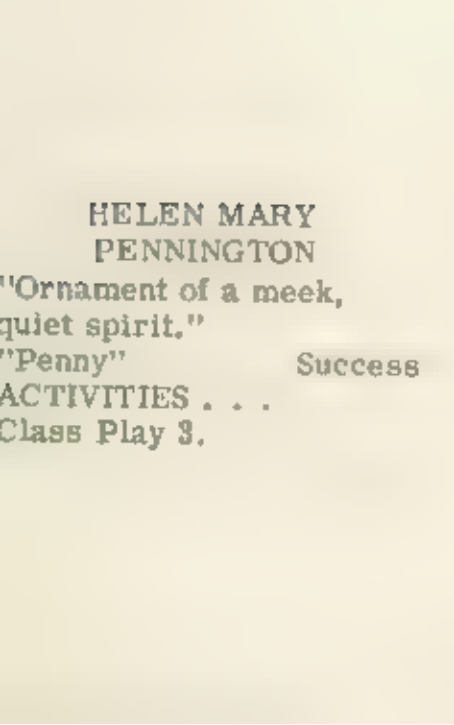 HELEN MARY
PENNINGTON
"Ornament of a meek,
quiet spirit."
"Penny" Success
ACTIVITIES . . .
Class Play 3.